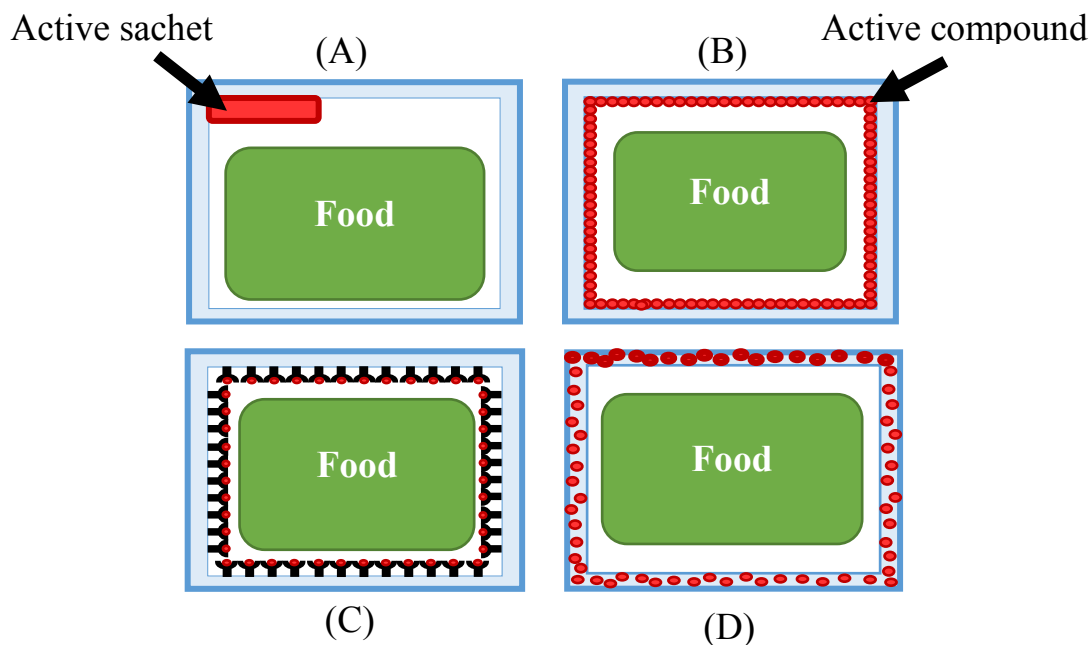 Active sachet
(A)
(B)
Active compound
Food
Food
Food
Food
(C)
(D)